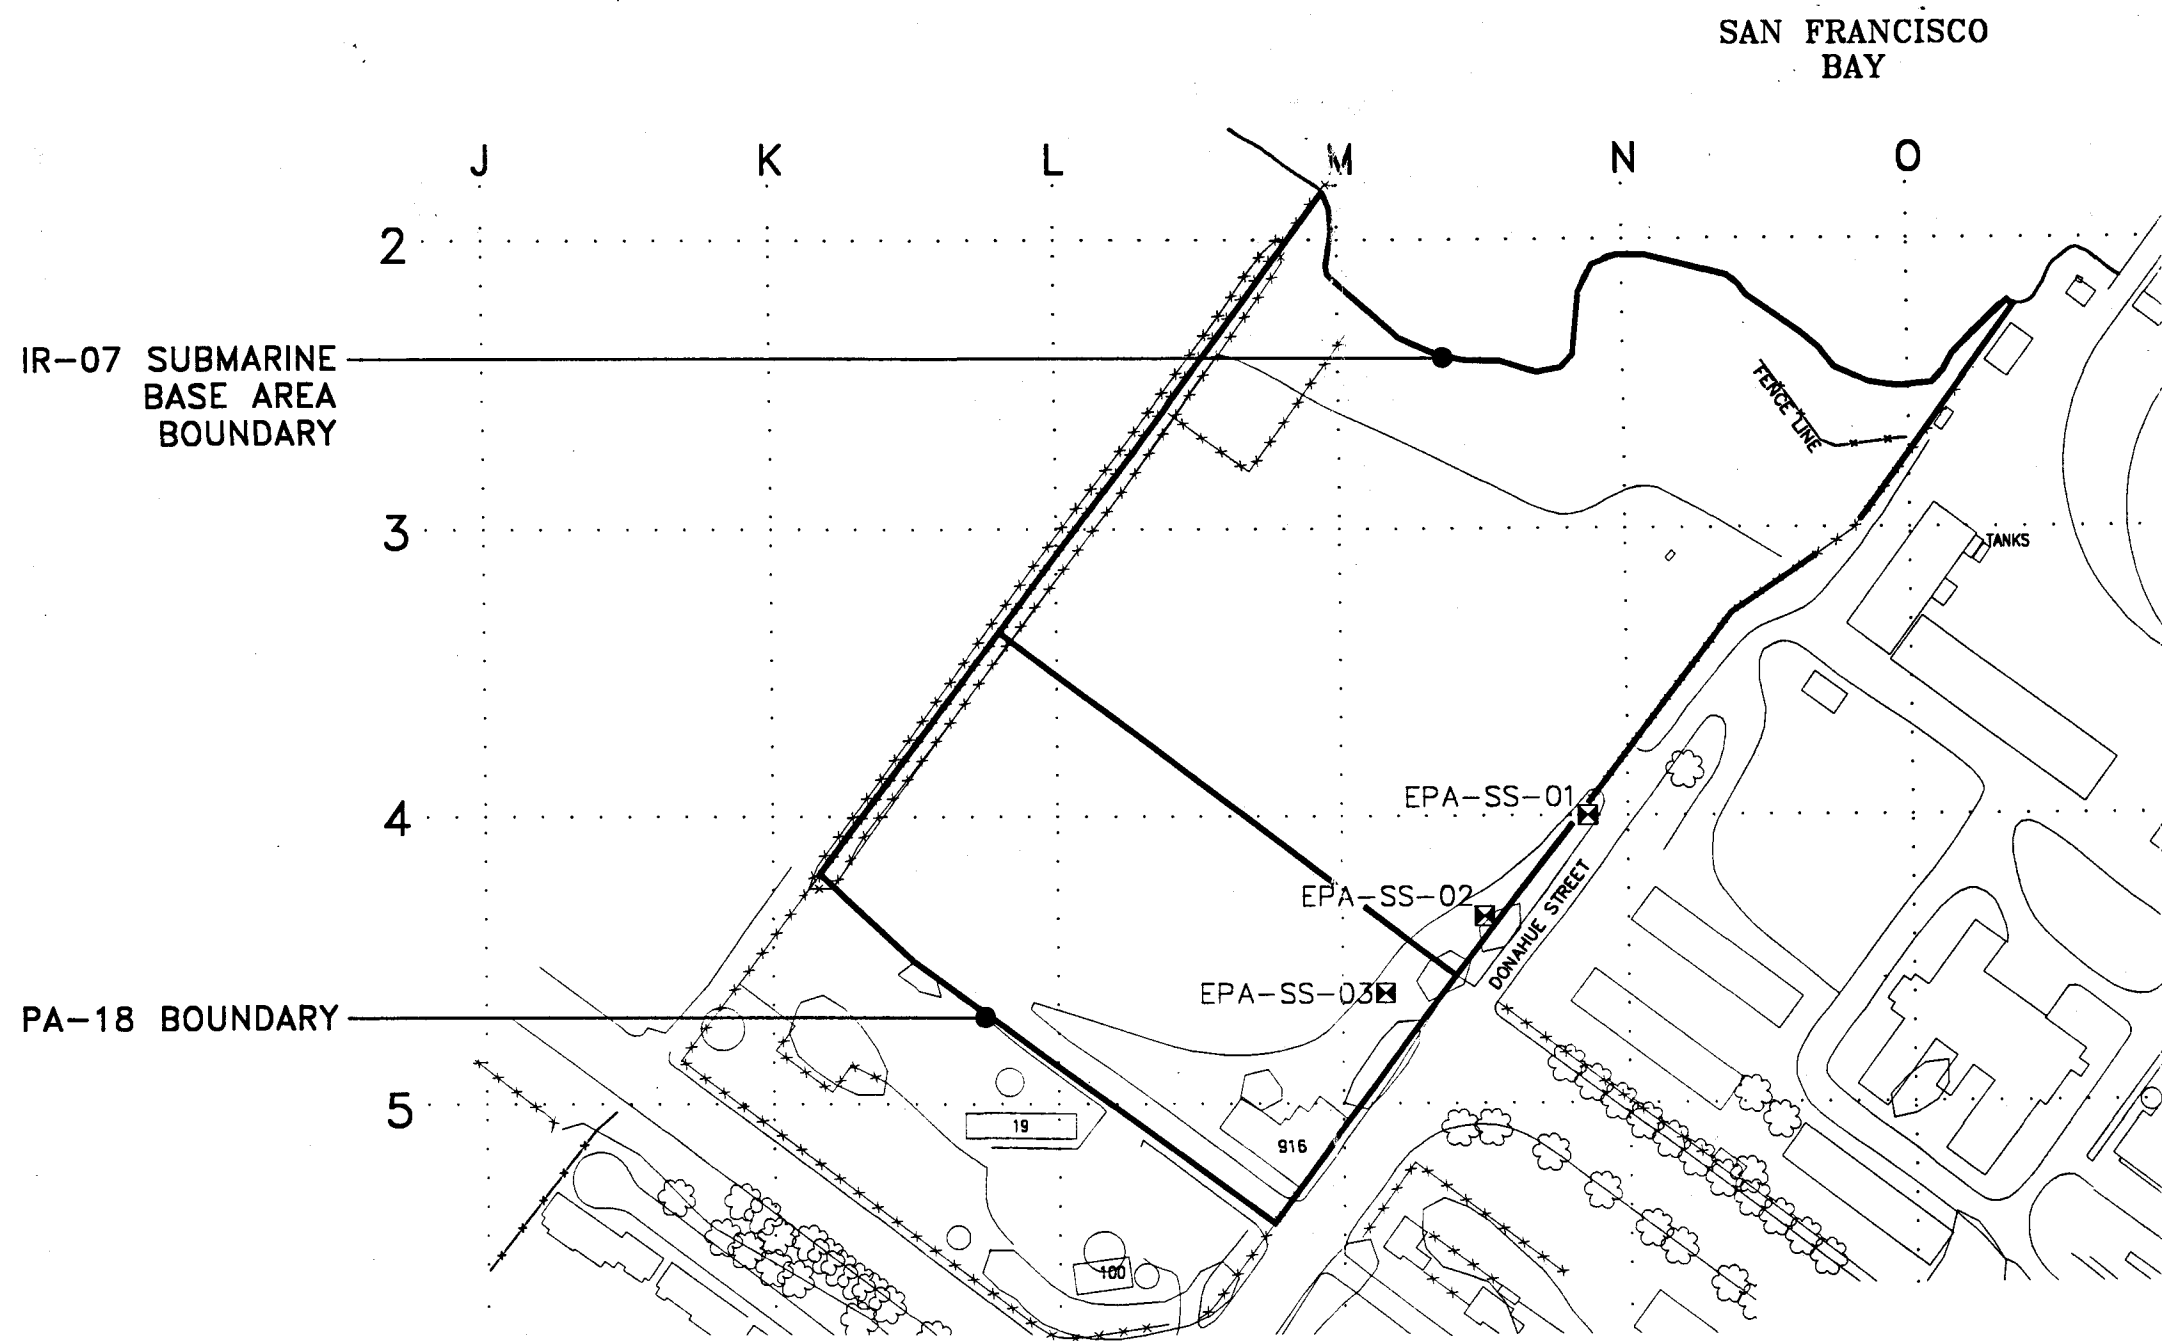 SAN FRANCISCO
BAY
J K L M N O
2
IR-07 SUBMARINE
BASE AREA
BOUNDARY
FENCE LINE
3
TANKS
4
EPA-SS-01
EPA-SS-02
DONAHUE STREET
EPA-SS-03
PA-18 BOUNDARY
5
19
916
100